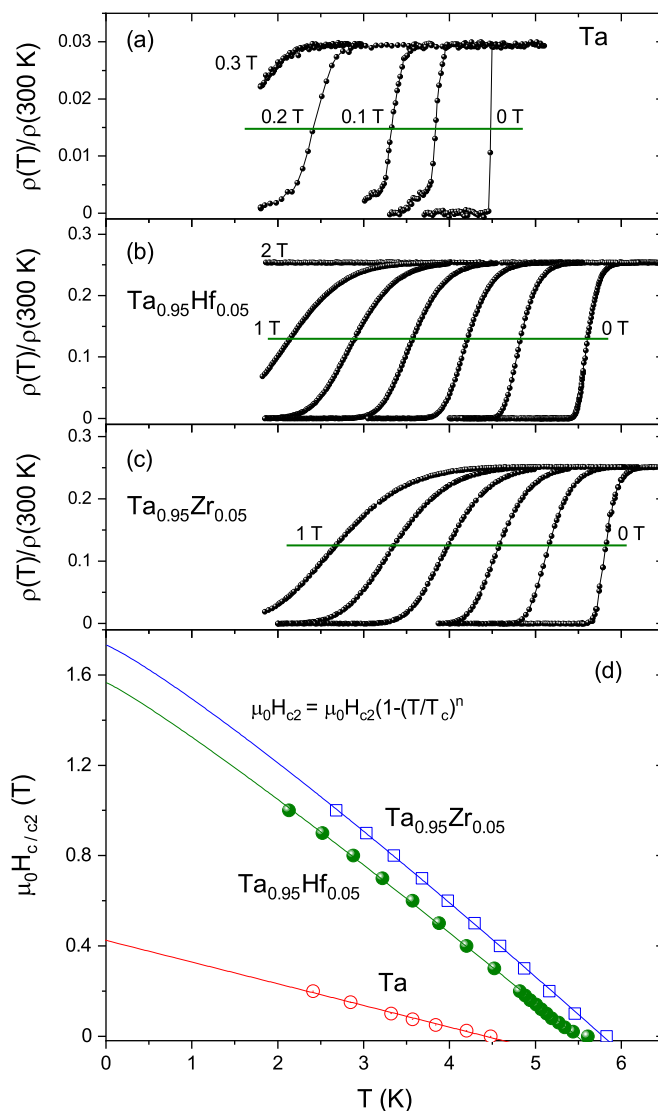 (a)
Ta
0.03
0.02
0.01
0
ρ(T)/ρ(300 K)
0.3 T
0.2 T
0.1 T
0 T
(b)
0.3
0.2
0.1
0
ρ(T)/ρ(300 K)
2 T
Ta₀.₉₅Hf₀.₀₅
1 T
0 T
(c)
0.3
0.2
0.1
0
ρ(T)/ρ(300 K)
Ta₀.₉₅Zr₀.₀₅
1 T
0 T
(d)
1.6
1.2
0.8
0.4
0
μ₀H c/c2 (T)
μ₀Hc2 = μ₀Hc2(1-(T/Tc)ⁿ
Ta₀.₉₅Zr₀.₀₅
Ta₀.₉₅Hf₀.₀₅
Ta
0 1 2 3 4 5 6
T (K)